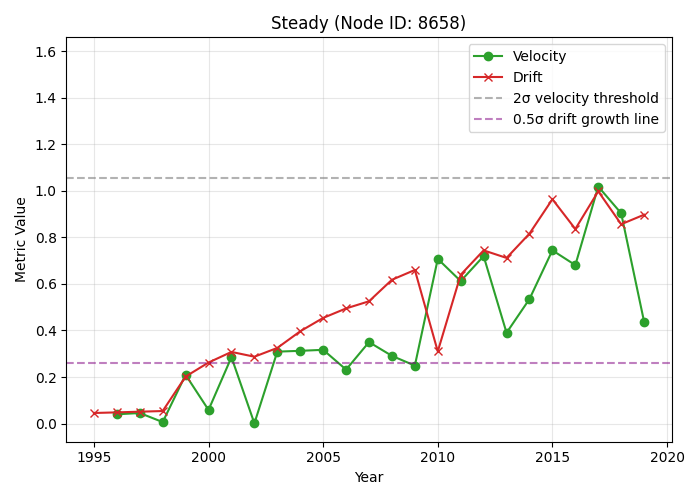 Steady (Node ID: 8658)
Velocity
Drift
2σ velocity threshold
0.5σ drift growth line
Metric Value
1.6
1.4
1.2
1.0
0.8
0.6
0.4
0.2
0.0
1995 2000 2005 2010 2015 2020
Year